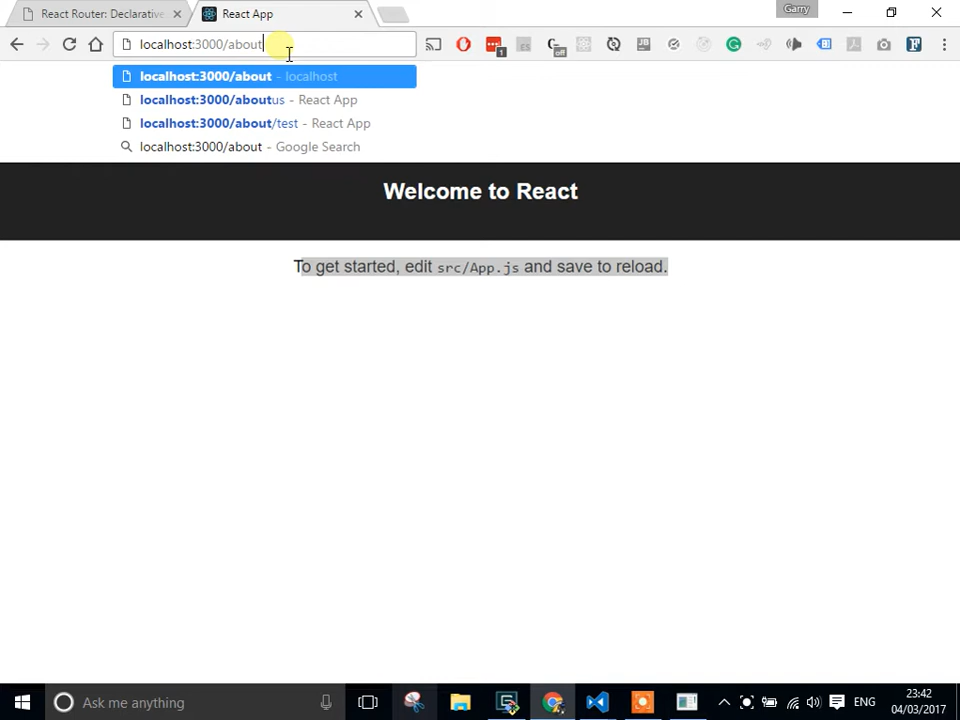 React Router: Declarative
React App
Garry
localhost:3000/about
localhost:3000/about - localhost
localhost:3000/aboutus - React App
localhost:3000/about/test - React App
localhost:3000/about - Google Search
Welcome to React
To get started, edit src/App.js and save to reload.
Ask me anything
ENG
23:42
04/03/2017